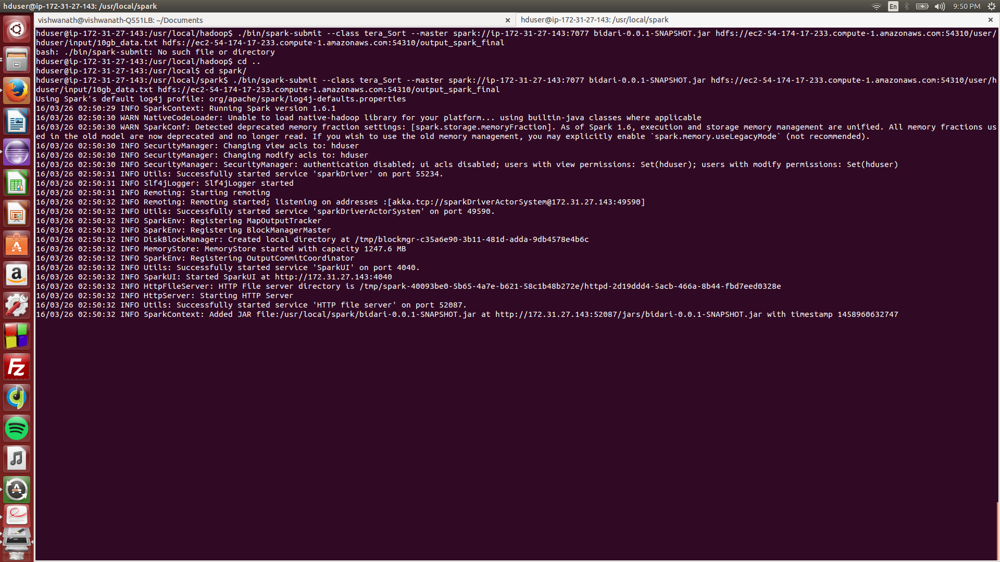 hduser@ip-172-31-27-143: /usr/local/spark
En
9:50 PM
vishwanath@vishwanath-Q551LB: ~/Documents
hduser@ip-172-31-27-143: /usr/local/spark
hduser@ip-172-31-27-143:/usr/local/hadoop$ ./bin/spark-submit --class tera_Sort --master spark://ip-172-31-27-143:7077 bidari-0.0.1-SNAPSHOT.jar hdfs://ec2-54-174-17-233.compute-1.amazonaws.com:54310/user/
hduser/input/10gb_data.txt hdfs://ec2-54-174-17-233.compute-1.amazonaws.com:54310/output_spark_final
bash: ./bin/spark-submit: No such file or directory
hduser@ip-172-31-27-143:/usr/local/hadoop$ cd ..
hduser@ip-172-31-27-143:/usr/local$ cd spark/
hduser@ip-172-31-27-143:/usr/local/spark$ ./bin/spark-submit --class tera_Sort --master spark://ip-172-31-27-143:7077 bidari-0.0.1-SNAPSHOT.jar hdfs://ec2-54-174-17-233.compute-1.amazonaws.com:54310/user/h
duser/input/10gb_data.txt hdfs://ec2-54-174-17-233.compute-1.amazonaws.com:54310/output_spark_final
Using Spark's default log4j profile: org/apache/spark/log4j-defaults.properties
16/03/26 02:50:29 INFO SparkContext: Running Spark version 1.6.1
16/03/26 02:50:30 WARN NativeCodeLoader: Unable to load native-hadoop library for your platform... using builtin-java classes where applicable
16/03/26 02:50:30 WARN SparkConf: Detected deprecated memory fraction settings: [spark.storage.memoryFraction]. As of Spark 1.6, execution and storage memory management are unified. All memory fractions us
ed in the old model are now deprecated and no longer read. If you wish to use the old memory management, you may explicitly enable `spark.memory.useLegacyMode` (not recommended).
16/03/26 02:50:30 INFO SecurityManager: Changing view acls to: hduser
16/03/26 02:50:30 INFO SecurityManager: Changing modify acls to: hduser
16/03/26 02:50:30 INFO SecurityManager: SecurityManager: authentication disabled; ui acls disabled; users with view permissions: Set(hduser); users with modify permissions: Set(hduser)
16/03/26 02:50:31 INFO Utils: Successfully started service 'sparkDriver' on port 55234.
16/03/26 02:50:31 INFO Slf4jLogger: Slf4jLogger started
16/03/26 02:50:31 INFO Remoting: Starting remoting
16/03/26 02:50:32 INFO Remoting: Remoting started; listening on addresses :[akka.tcp://sparkDriverActorSystem@172.31.27.143:49590]
16/03/26 02:50:32 INFO Utils: Successfully started service 'sparkDriverActorSystem' on port 49590.
16/03/26 02:50:32 INFO SparkEnv: Registering MapOutputTracker
16/03/26 02:50:32 INFO SparkEnv: Registering BlockManagerMaster
16/03/26 02:50:32 INFO DiskBlockManager: Created local directory at /tmp/blockmgr-c35a6e90-3b11-481d-adda-9db4578e4b6c
16/03/26 02:50:32 INFO MemoryStore: MemoryStore started with capacity 1247.6 MB
16/03/26 02:50:32 INFO SparkEnv: Registering OutputCommitCoordinator
16/03/26 02:50:32 INFO Utils: Successfully started service 'SparkUI' on port 4040.
16/03/26 02:50:32 INFO SparkUI: Started SparkUI at http://172.31.27.143:4040
16/03/26 02:50:32 INFO HttpFileServer: HTTP File server directory is /tmp/spark-40093be0-5b65-4a7e-b621-58c1b48b272e/httpd-2d19ddd4-5acb-466a-8b44-fbd7eed0328e
16/03/26 02:50:32 INFO HttpServer: Starting HTTP Server
16/03/26 02:50:32 INFO Utils: Successfully started service 'HTTP file server' on port 52087.
16/03/26 02:50:32 INFO SparkContext: Added JAR file:/usr/local/spark/bidari-0.0.1-SNAPSHOT.jar at http://172.31.27.143:52087/jars/bidari-0.0.1-SNAPSHOT.jar with timestamp 1458960632747